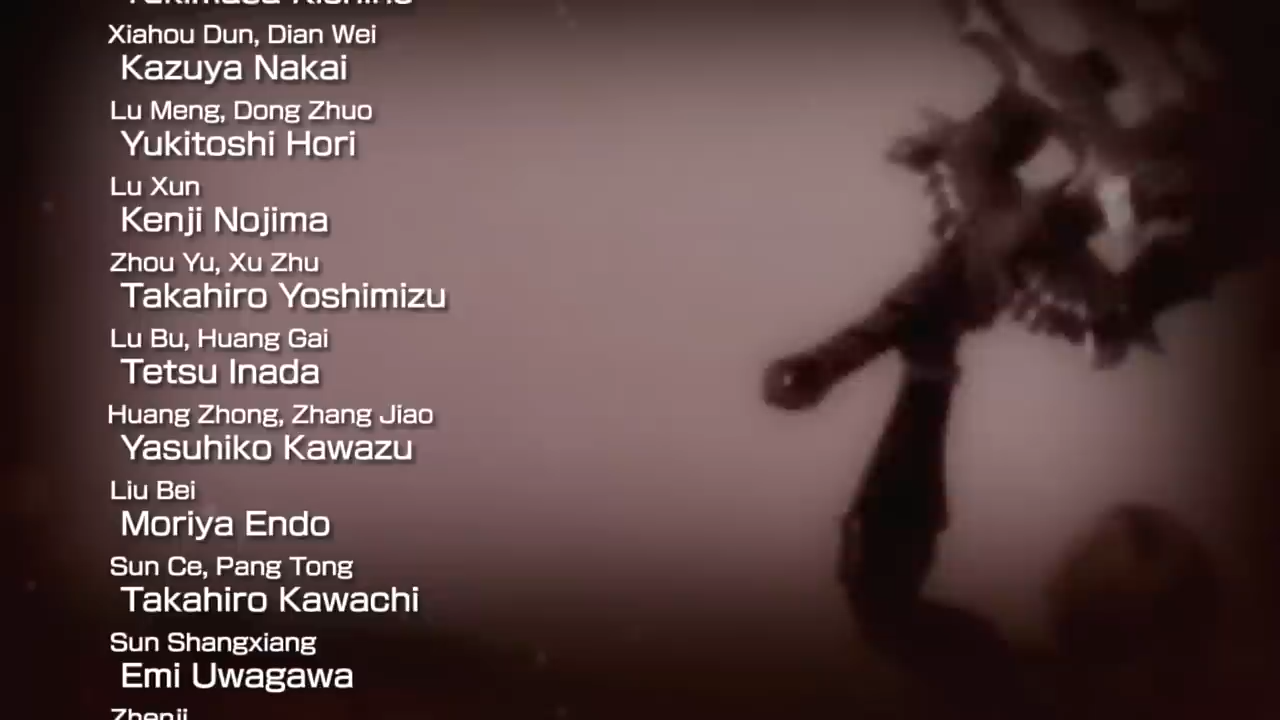 Xiahou Dun, Dian Wei
Kazuya Nakai
Lu Meng, Dong Zhuo
Yukitoshi Hori
Lu Xun
Kenji Nojima
Zhou Yu, Xu Zhu
Takahiro Yoshimizu
Lu Bu, Huang Gai
Tetsu Inada
Huang Zhong, Zhang Jiao
Yasuhiko Kawazu
Liu Bei
Moriya Endo
Sun Ce, Pang Tong
Takahiro Kawachi
Sun Shangxiang
Emi Uwagawa
Zhenji